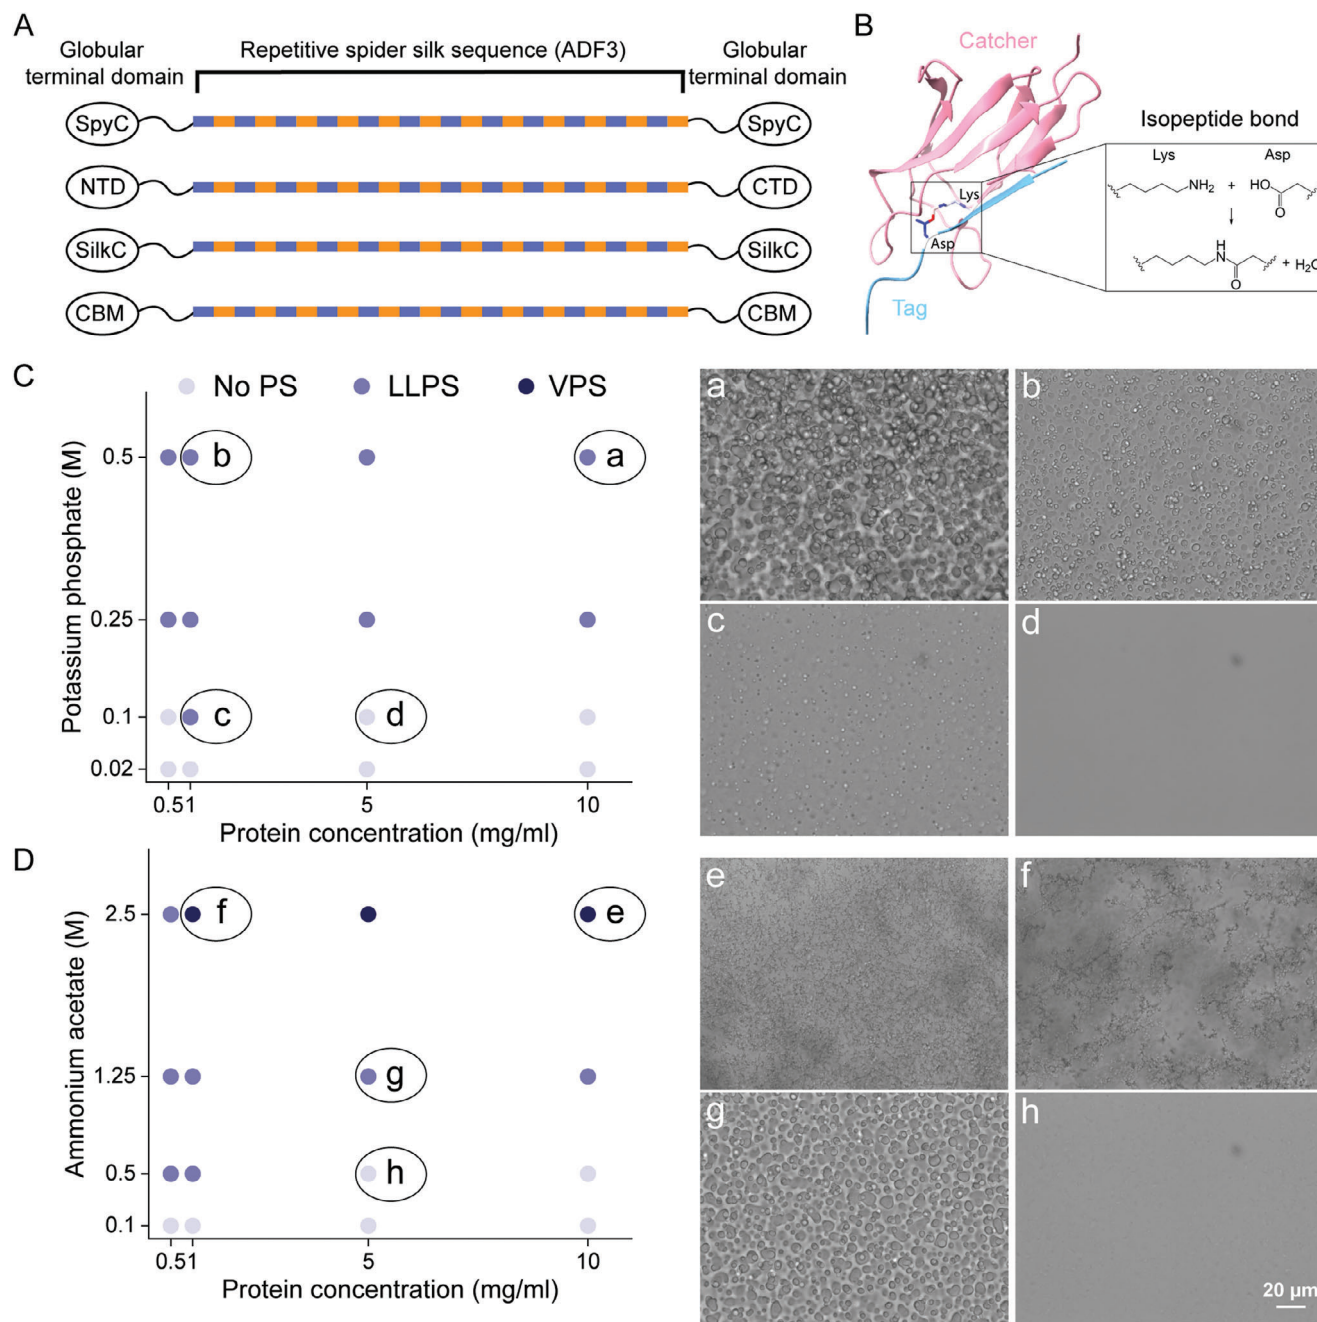 A
Globular
terminal domain
Repetitive spider silk sequence (ADF3)
Globular
terminal domain
SpyC
SpyC
NTD
CTD
SilkC
SilkC
CBM
CBM
B
Catcher
Lys
Asp
Tag
Isopeptide bond
Lys
Asp
NH₂
+
HO
O
H
N
O
+ H₂O
C
No PS
LLPS
VPS
Potassium phosphate (M)
0.5
0.25
0.1
0.02
b
a
c
d
0.51
5
10
Protein concentration (mg/ml)
a
b
c
d
D
Ammonium acetate (M)
2.5
1.25
0.5
0.1
f
e
g
h
0.51
5
10
Protein concentration (mg/ml)
e
f
g
h
20 µm